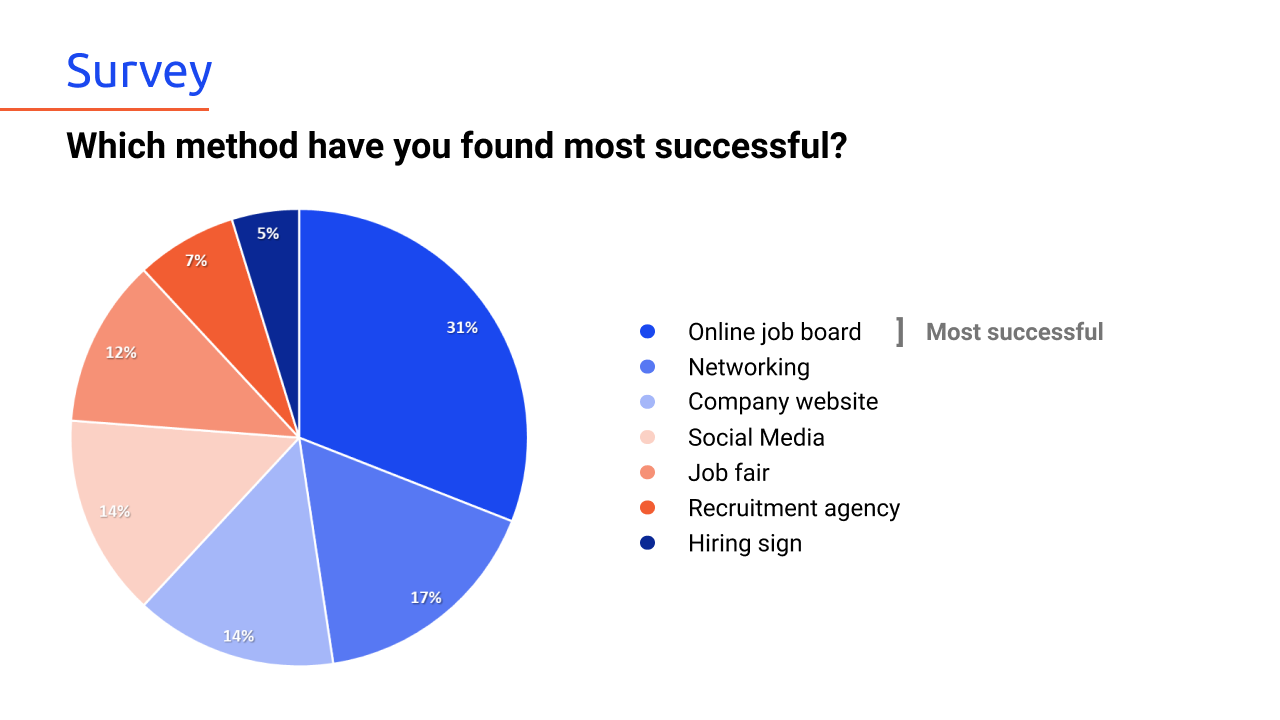 Survey
Which method have you found most successful?
5%
7%
31%
12%
14%
17%
14%
Online job board ] Most successful
Networking
Company website
Social Media
Job fair
Recruitment agency
Hiring sign